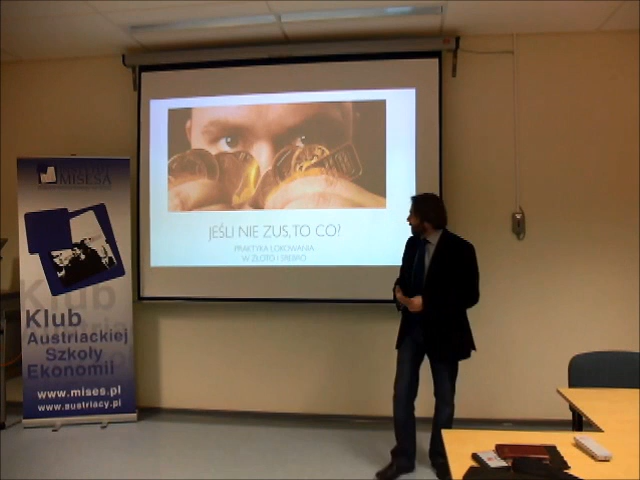 MISESA
Klub
Austriackiej
Szkoły
Ekonomii
www.mises.pl
www.austriacy.pl
JEŚLI NIE ZUS, TO CO?
PRAKTYKA LOKOWANIA
W ZŁOTO I SREBRO